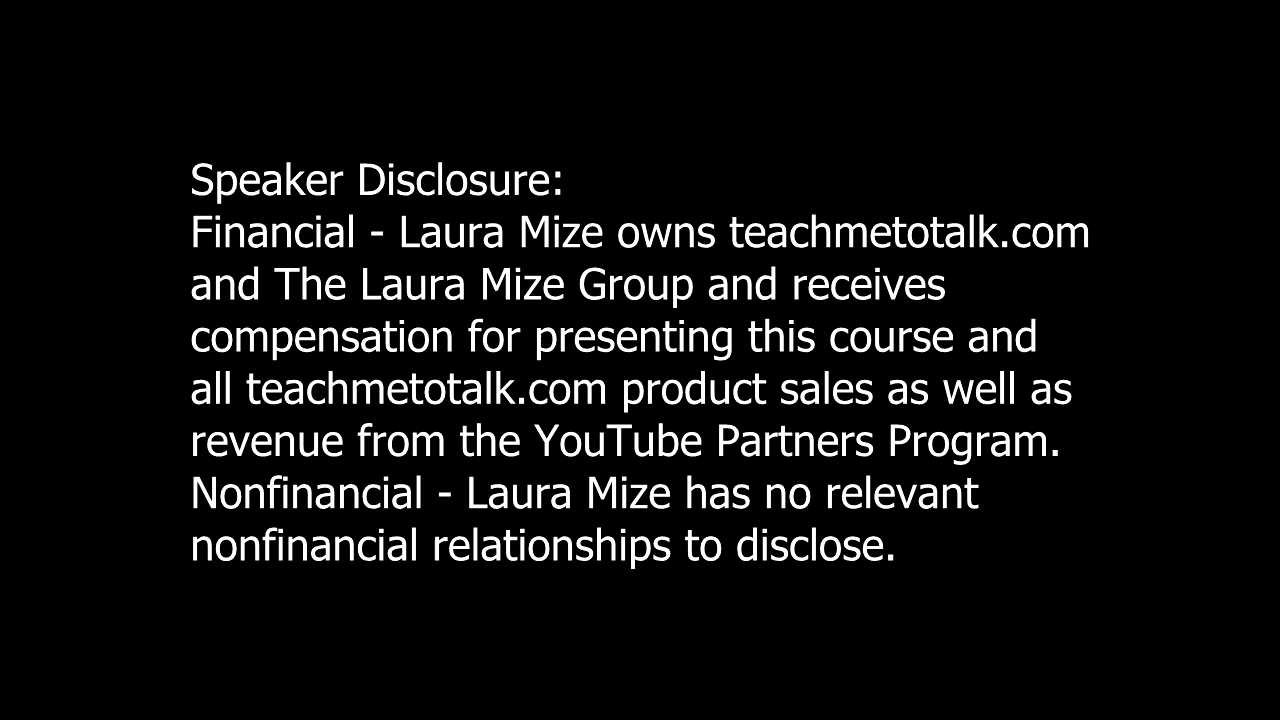 Speaker Disclosure:
Financial - Laura Mize owns teachmetotalk.com
and The Laura Mize Group and receives
compensation for presenting this course and
all teachmetotalk.com product sales as well as
revenue from the YouTube Partners Program.
Nonfinancial - Laura Mize has no relevant
nonfinancial relationships to disclose.